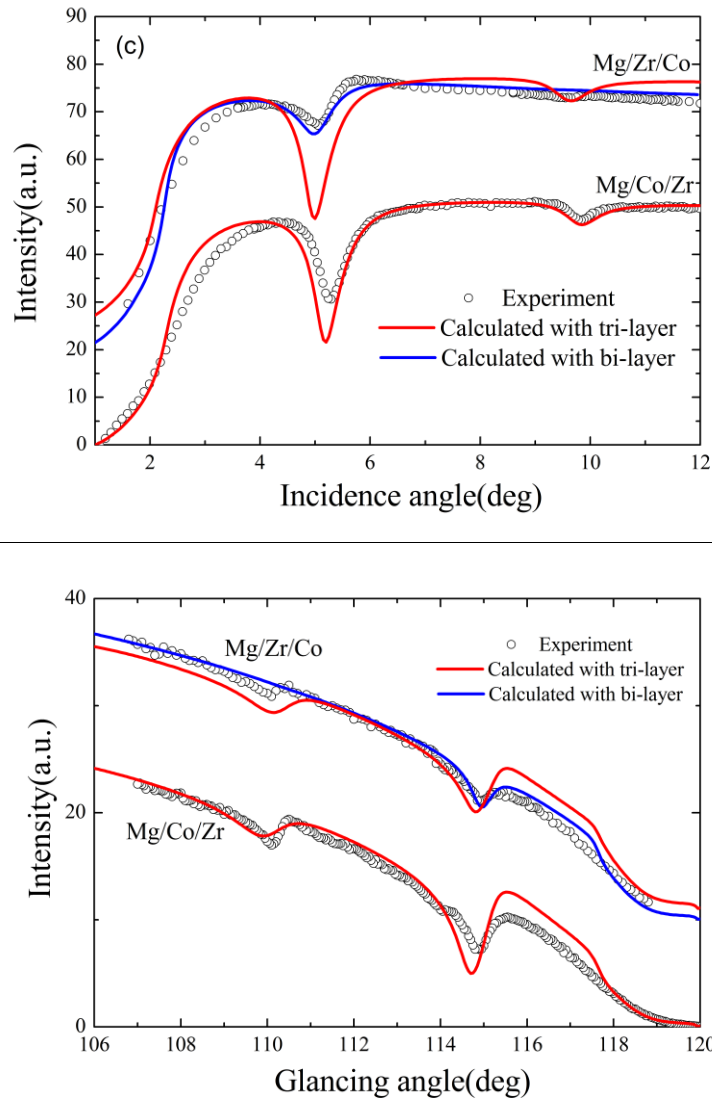 (c)
Mg/Zr/Co
Mg/Co/Zr
Experiment
Calculated with tri-layer
Calculated with bi-layer
90
80
70
60
50
40
30
20
10
0
Intensity(a.u.)
2 4 6 8 10 12
Incidence angle(deg)
40
20
0
Intensity(a.u.)
Mg/Zr/Co
Experiment
Calculated with tri-layer
Calculated with bi-layer
Mg/Co/Zr
106 108 110 112 114 116 118 120
Glancing angle(deg)